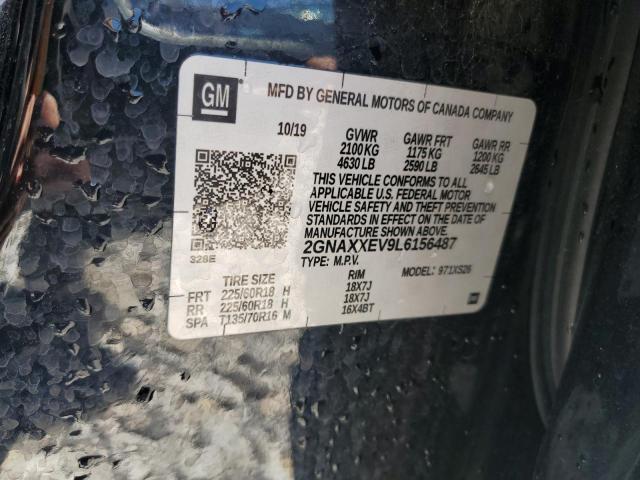 GM
MFD BY GENERAL MOTORS OF CANADA COMPANY
10/19 GVWR GAWR FRT GAWR RR
2100 KG 1175 KG 1200 KG
4630 LB 2590 LB 2645 LB
THIS VEHICLE CONFORMS TO ALL
APPLICABLE U.S. FEDERAL MOTOR
VEHICLE SAFETY AND THEFT PREVENTION
STANDARDS IN EFFECT ON THE DATE OF
MANUFACTURE SHOWN ABOVE.
2GNAXXEV9L6156487
328E
TYPE: M.P.V. MODEL: 971XS26
TIRE SIZE RIM
FRT 225/60R18 H 18X7J
RR 225/60R18 H 18X7J
SPA T135/70R16 M 16X4BT